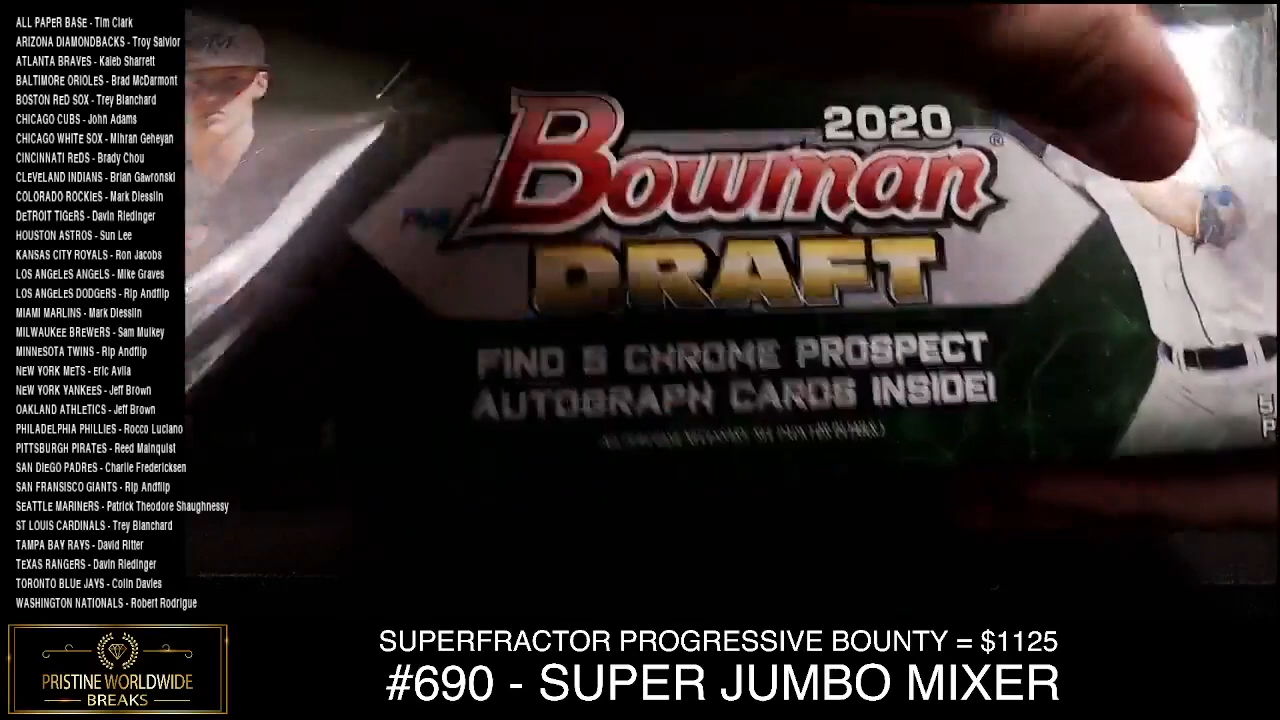 ALL PAPER BASE - Tim Clark
ARIZONA DIAMONDBACKS - Troy Salvior
ATLANTA BRAVES - Kaleb Sharrett
BALTIMORE ORIOLES - Brad McDarmont
BOSTON RED SOX - Trey Blanchard
CHICAGO CUBS - John Adams
CHICAGO WHITE SOX - Mihran Geheyan
CINCINNATI REDS - Brady Chou
CLEVELAND INDIANS - Brian Gawronski
COLORADO ROCKIES - Mark Diesslin
DETROIT TIGERS - Davin Riedinger
HOUSTON ASTROS - Sun Lee
KANSAS CITY ROYALS - Ron Jacobs
LOS ANGELES ANGELS - Mike Graves
LOS ANGELES DODGERS - Rip Andflip
MIAMI MARLINS - Mark Diesslin
MILWAUKEE BREWERS - Sam Mulkey
MINNESOTA TWINS - Rip Andflip
NEW YORK METS - Eric Avila
NEW YORK YANKEES - Jeff Brown
OAKLAND ATHLETICS - Jeff Brown
PHILADELPHIA PHILLIES - Rocco Luciano
PITTSBURGH PIRATES - Reed Mainquist
SAN DIEGO PADRES - Charlie Fredericksen
SAN FRANSISCO GIANTS - Rip Andflip
SEATTLE MARINERS - Patrick Theodore Shaughnessy
ST LOUIS CARDINALS - Trey Blanchard
TAMPA BAY RAYS - David Ritter
TEXAS RANGERS - Davin Riedinger
TORONTO BLUE JAYS - Colin Davies
WASHINGTON NATIONALS - Robert Rodrigue
2020
Bowman®
DRAFT
FIND 5 CHROME PROSPECT
AUTOGRAPH CARDS INSIDE!
5
P
PRISTINE WORLDWIDE
BREAKS
SUPERFRACTOR PROGRESSIVE BOUNTY = $1125
#690 - SUPER JUMBO MIXER